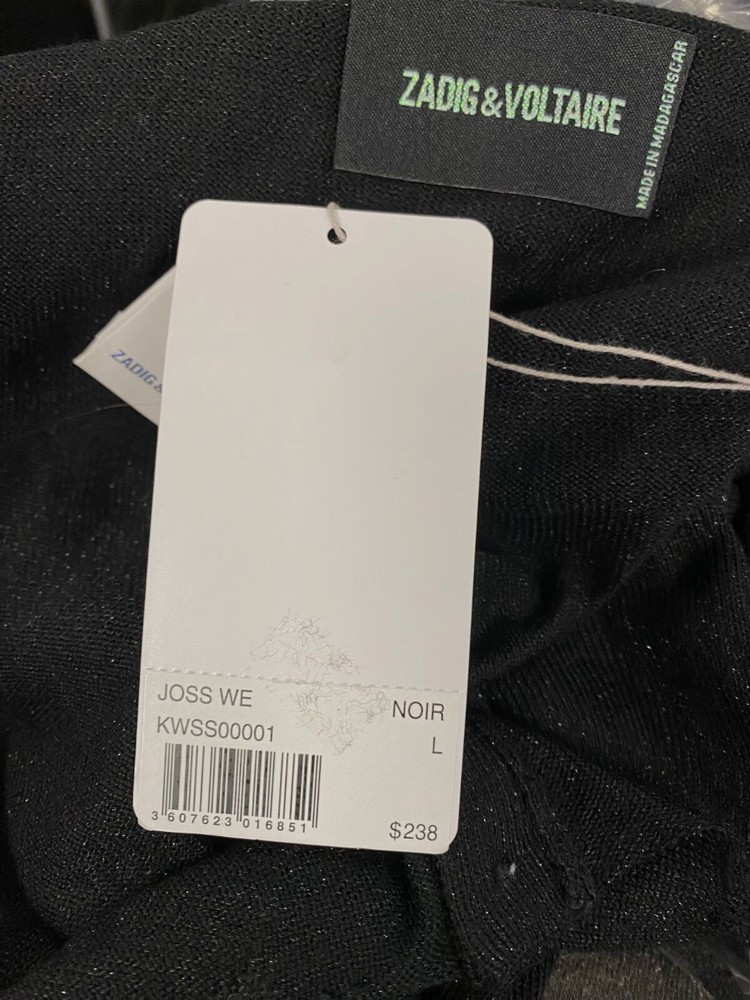 ZADIG&VOLTAIRE
MADE IN MADAGASCAR
ZADIG &
JOSS WE
NOIR
KWSS00001
L
3 607623 016851
$238